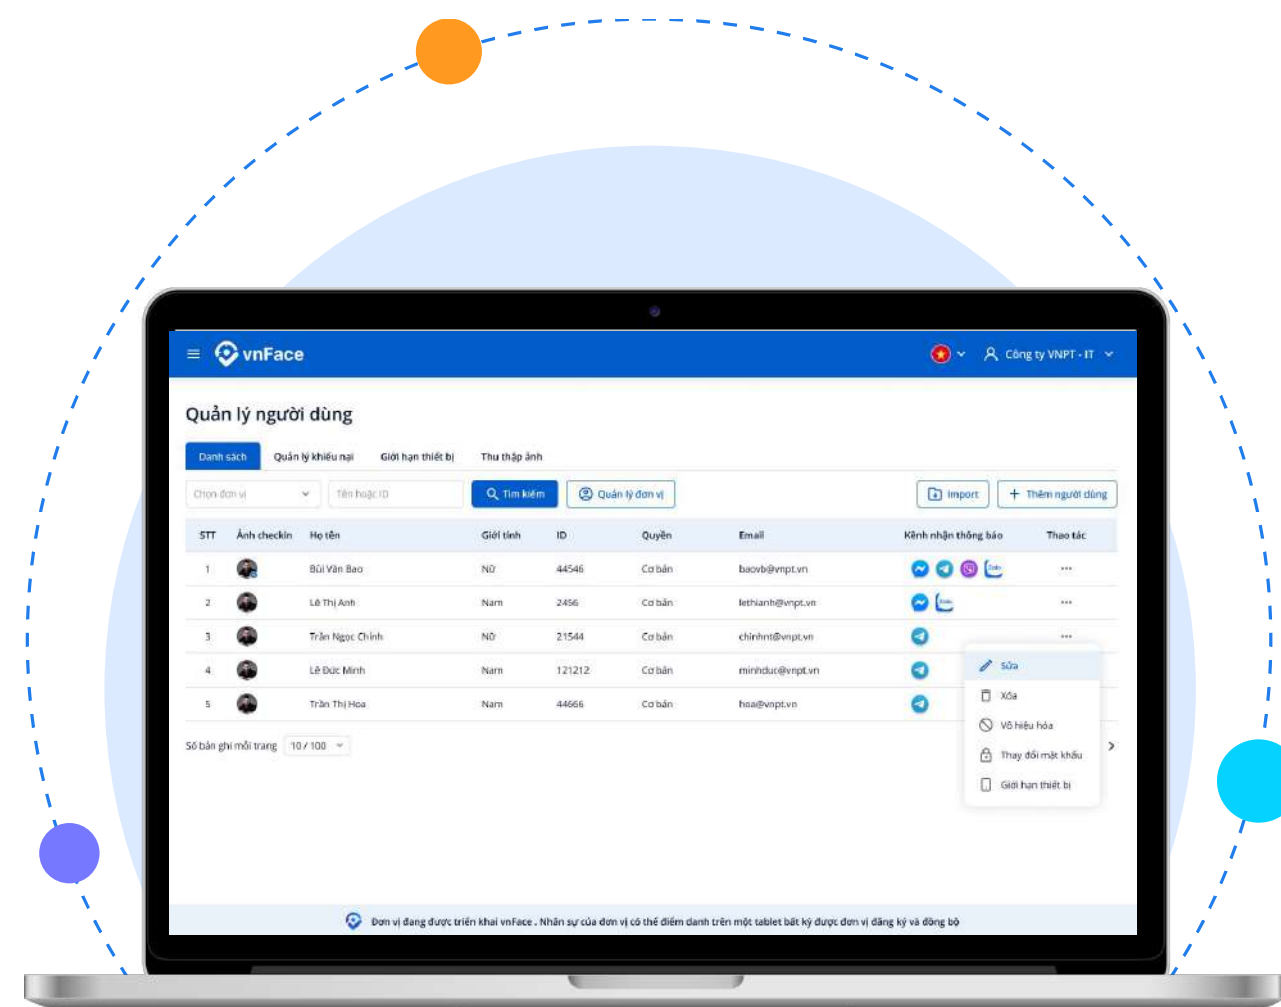 vnFace
Công ty VNPT - IT
Quản lý người dùng
Danh sách Quản lý khiếu nại Giới hạn thiết bị Thu thập ảnh
Chọn đơn vị Tên hoặc ID Tìm kiếm Quản lý đơn vị Import + Thêm người dùng
STT Ảnh checkin Họ tên Giới tính ID Quyền Email Kênh nhận thông báo Thao tác
1 Bùi Văn Bao Nữ 44546 Cơ bản baovb@vnpt.vn Zalo ...
2 Lê Thị Anh Nam 2456 Cơ bản lethianh@vnpt.vn Zalo ...
3 Trần Ngọc Chính Nữ 21544 Cơ bản chinhnt@vnpt.vn ...
4 Lê Đức Minh Nam 121212 Cơ bản minhduc@vnpt.vn
5 Trần Thị Hoa Nam 44666 Cơ bản hoa@vnpt.vn
Sửa
Xóa
Vô hiệu hóa
Thay đổi mật khẩu
Giới hạn thiết bị
Số bản ghi mỗi trang 10 / 100
Đơn vị đang được triển khai vnFace . Nhân sự của đơn vị có thể điểm danh trên một tablet bất kỳ được đơn vị đăng ký và đồng bộ